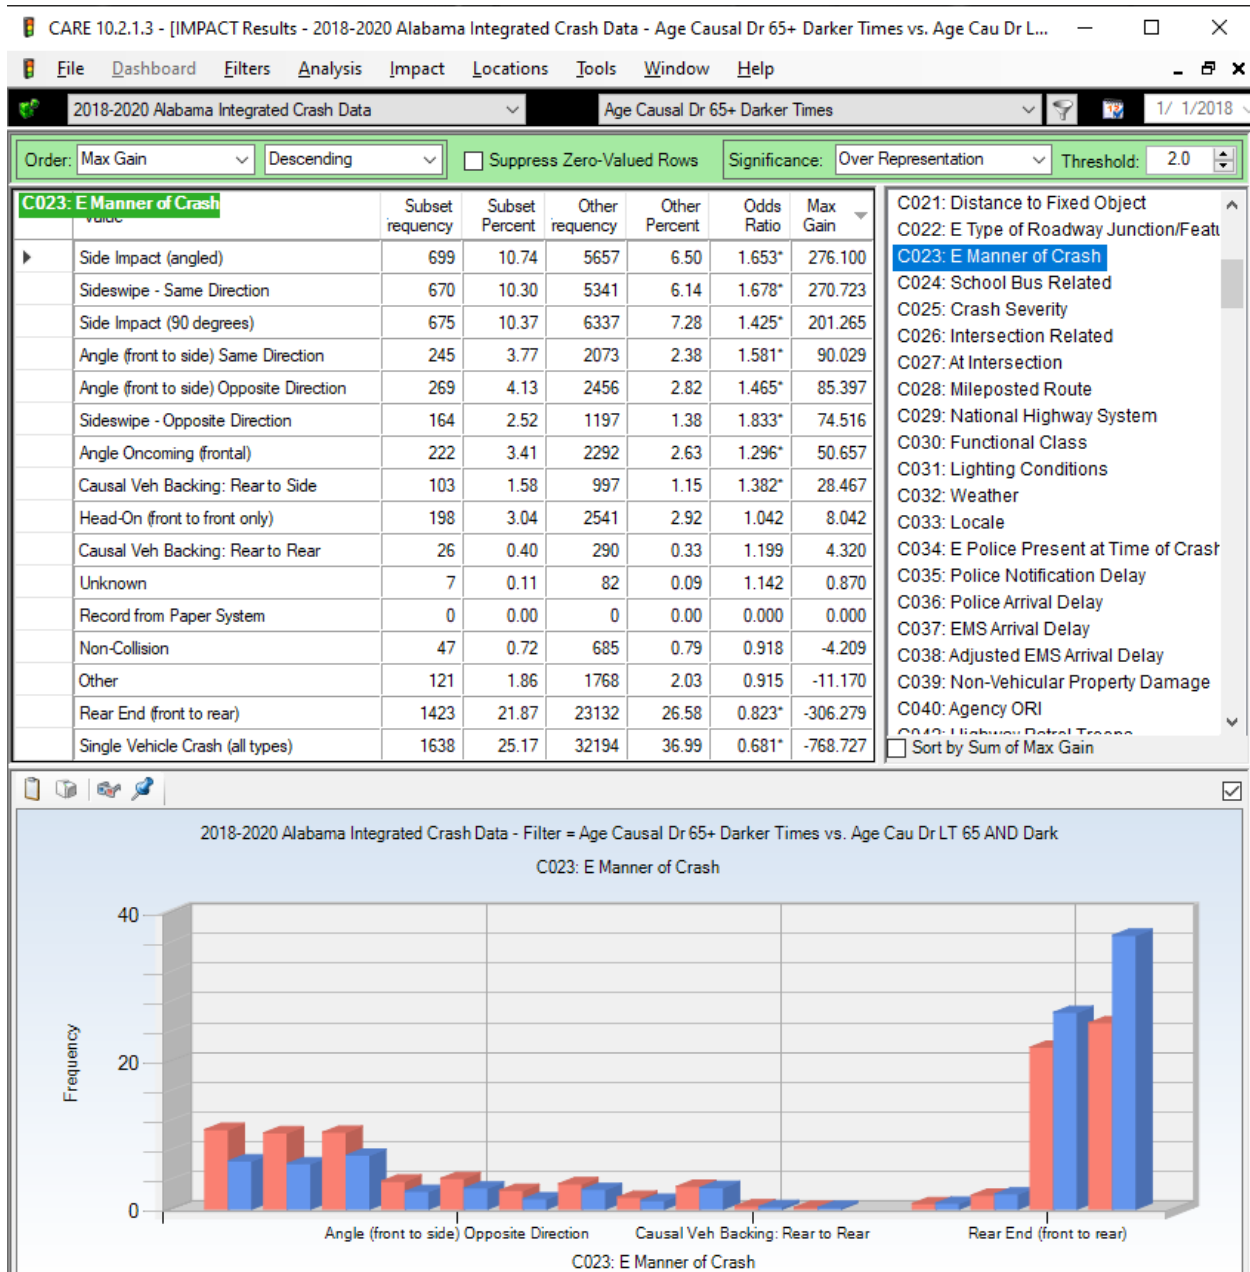 CARE 10.2.1.3 - [IMPACT Results - 2018-2020 Alabama Integrated Crash Data - Age Causal Dr 65+ Darker Times vs. Age Cau Dr L...
File Dashboard Filters Analysis Impact Locations Tools Window Help
2018-2020 Alabama Integrated Crash Data Age Causal Dr 65+ Darker Times 12 1/ 1/2018
Order: Max Gain Descending Suppress Zero-Valued Rows Significance: Over Representation Threshold: 2.0
C023: E Manner of Crash Subset requency Subset Percent Other requency Other Percent Odds Ratio Max Gain
Side Impact (angled) 699 10.74 5657 6.50 1.653* 276.100
Sideswipe - Same Direction 670 10.30 5341 6.14 1.678* 270.723
Side Impact (90 degrees) 675 10.37 6337 7.28 1.425* 201.265
Angle (front to side) Same Direction 245 3.77 2073 2.38 1.581* 90.029
Angle (front to side) Opposite Direction 269 4.13 2456 2.82 1.465* 85.397
Sideswipe - Opposite Direction 164 2.52 1197 1.38 1.833* 74.516
Angle Oncoming (frontal) 222 3.41 2292 2.63 1.296* 50.657
Causal Veh Backing: Rear to Side 103 1.58 997 1.15 1.382* 28.467
Head-On (front to front only) 198 3.04 2541 2.92 1.042 8.042
Causal Veh Backing: Rear to Rear 26 0.40 290 0.33 1.199 4.320
Unknown 7 0.11 82 0.09 1.142 0.870
Record from Paper System 0 0.00 0 0.00 0.000 0.000
Non-Collision 47 0.72 685 0.79 0.918 -4.209
Other 121 1.86 1768 2.03 0.915 -11.170
Rear End (front to rear) 1423 21.87 23132 26.58 0.823* -306.279
Single Vehicle Crash (all types) 1638 25.17 32194 36.99 0.681* -768.727
C021: Distance to Fixed Object
C022: E Type of Roadway Junction/Featu
C023: E Manner of Crash
C024: School Bus Related
C025: Crash Severity
C026: Intersection Related
C027: At Intersection
C028: Mileposted Route
C029: National Highway System
C030: Functional Class
C031: Lighting Conditions
C032: Weather
C033: Locale
C034: E Police Present at Time of Crash
C035: Police Notification Delay
C036: Police Arrival Delay
C037: EMS Arrival Delay
C038: Adjusted EMS Arrival Delay
C039: Non-Vehicular Property Damage
C040: Agency ORI
Sort by Sum of Max Gain
2018-2020 Alabama Integrated Crash Data - Filter = Age Causal Dr 65+ Darker Times vs. Age Cau Dr LT 65 AND Dark
C023: E Manner of Crash
Frequency
40
20
0
Angle (front to side) Opposite Direction Causal Veh Backing: Rear to Rear Rear End (front to rear)
C023: E Manner of Crash